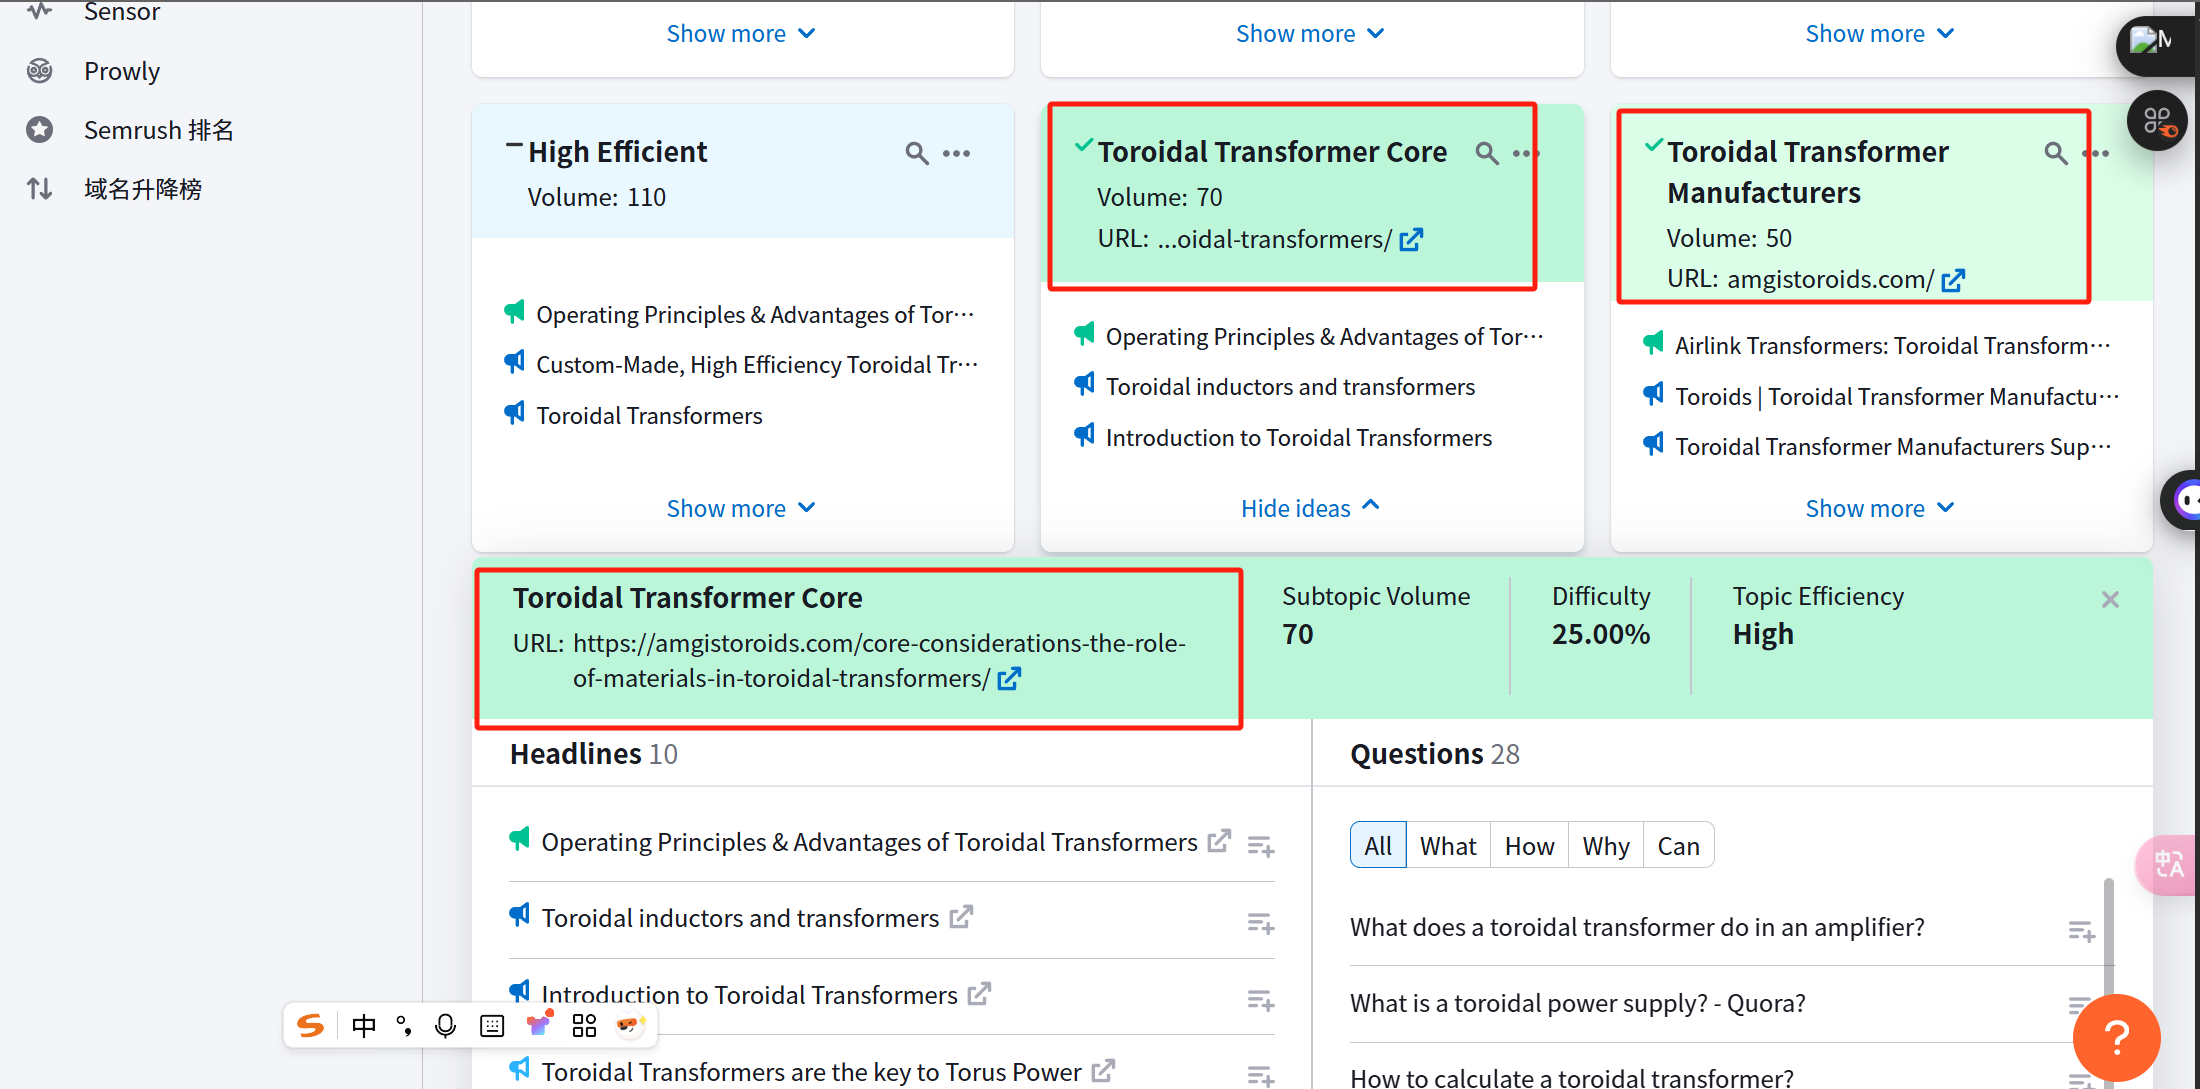 Sensor
Prowly
Semrush 排名
域名升降榜
Show more
Show more
Show more
High Efficient
Volume: 110
Operating Principles & Advantages of Tor···
Custom-Made, High Efficiency Toroidal Tr···
Toroidal Transformers
Show more
Toroidal Transformer Core
Volume: 70
URL: ...oidal-transformers/
Operating Principles & Advantages of Tor···
Toroidal inductors and transformers
Introduction to Toroidal Transformers
Hide ideas
Toroidal Transformer
Manufacturers
Volume: 50
URL: amgistoroids.com/
Airlink Transformers: Toroidal Transform···
Toroids | Toroidal Transformer Manufactu···
Toroidal Transformer Manufacturers Sup···
Show more
Toroidal Transformer Core
URL: https://amgistoroids.com/core-considerations-the-role-
of-materials-in-toroidal-transformers/
Subtopic Volume
70
Difficulty
25.00%
Topic Efficiency
High
Headlines 10
Operating Principles & Advantages of Toroidal Transformers
Toroidal inductors and transformers
Introduction to Toroidal Transformers
Toroidal Transformers are the key to Torus Power
Questions 28
All What How Why Can
What does a toroidal transformer do in an amplifier?
What is a toroidal power supply? - Quora?
How to calculate a toroidal transformer?
M
中A
S 中 °,
?